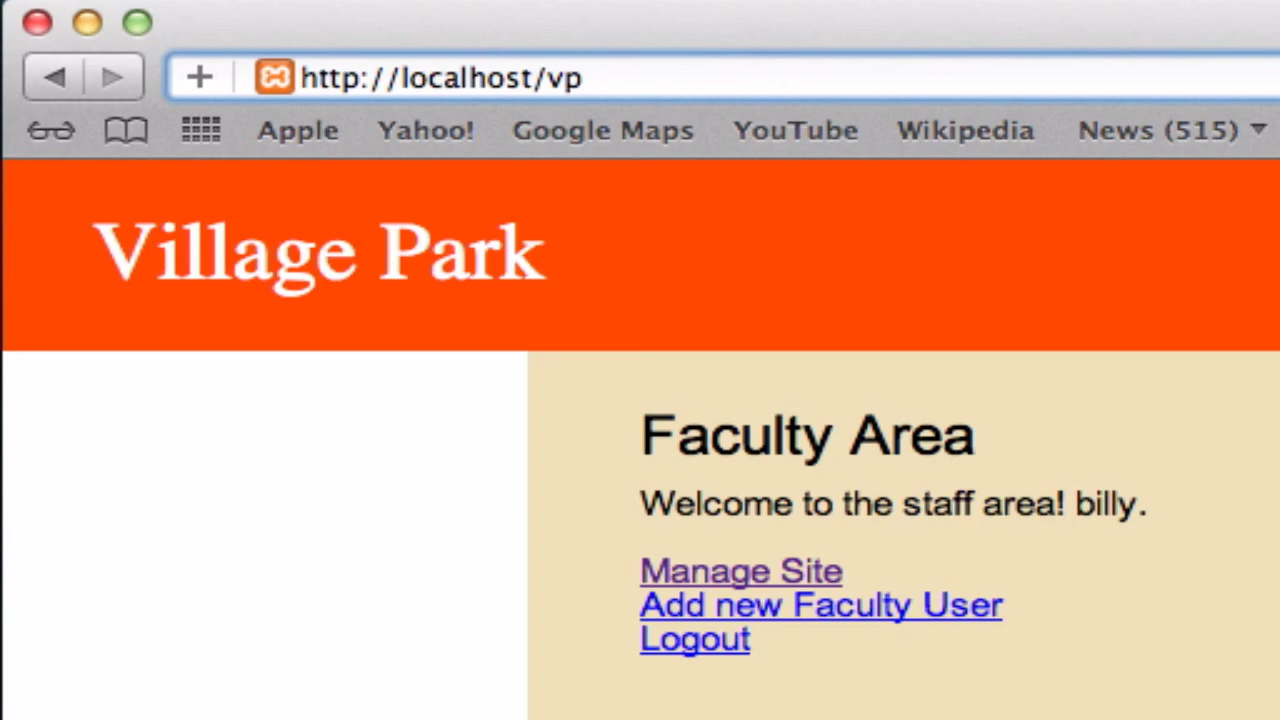 http://localhost/vp
Apple Yahoo! Google Maps YouTube Wikipedia News (515)
Village Park
Faculty Area
Welcome to the staff area! billy.
Manage Site
Add new Faculty User
Logout